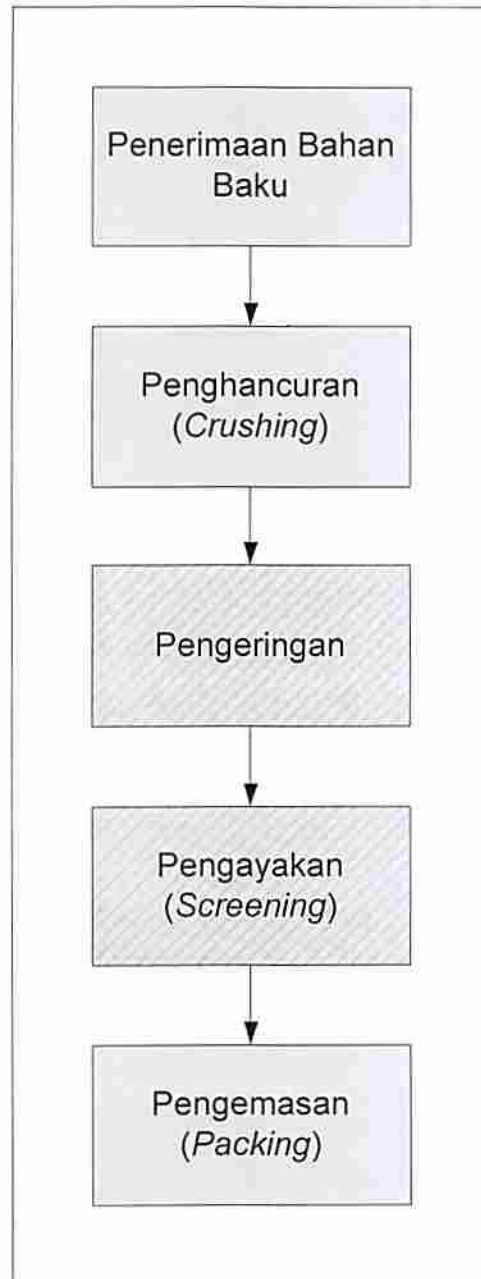 Penerimaan Bahan
Baku
Penghancuran
(Crushing)
Pengeringan
Pengayakan
(Screening)
Pengemasan
(Packing)